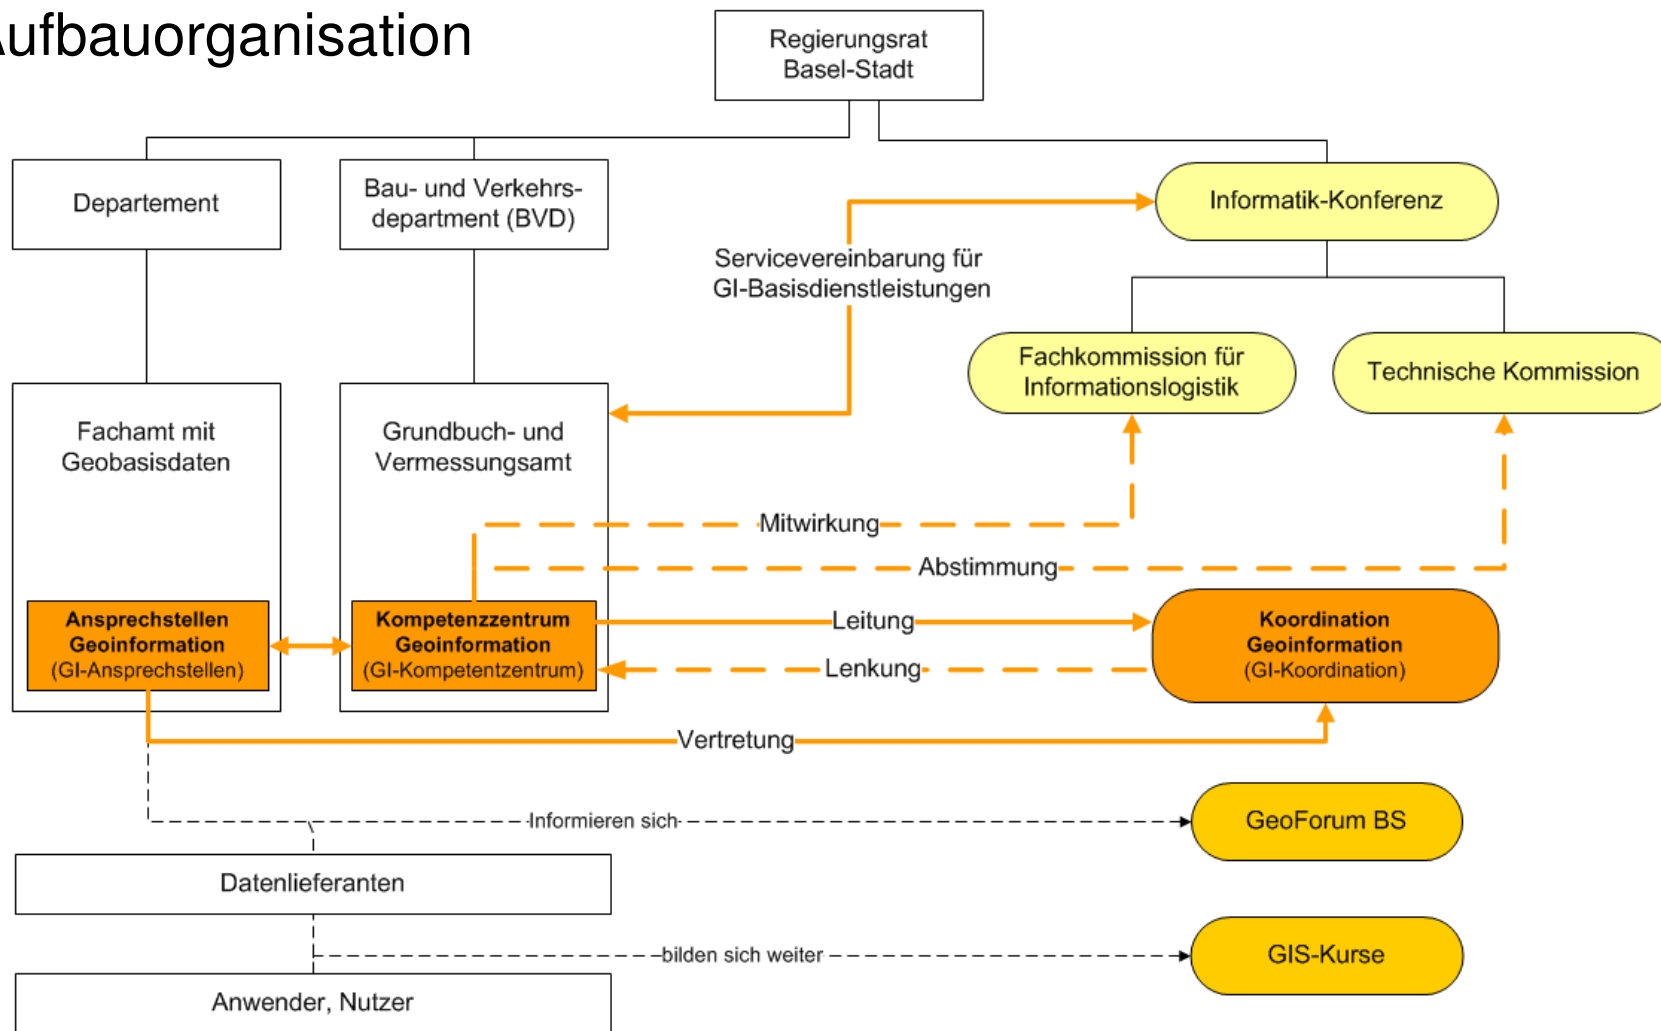 Aufbauorganisation
Regierungsrat
Basel-Stadt
Departement
Bau- und Verkehrs-
department (BVD)
Informatik-Konferenz
Servicevereinbarung für
GI-Basisdienstleistungen
Fachkommission für
Informationslogistik
Technische Kommission
Fachamt mit
Geobasisdaten
Grundbuch- und
Vermessungsamt
Mitwirkung
Abstimmung
Ansprechstellen
Geoinformation
(GI-Ansprechstellen)
Kompetenzzentrum
Geoinformation
(GI-Kompetentzentrum)
Leitung
Lenkung
Koordination
Geoinformation
(GI-Koordination)
Vertretung
Informieren sich
GeoForum BS
Datenlieferanten
bilden sich weiter
GIS-Kurse
Anwender, Nutzer